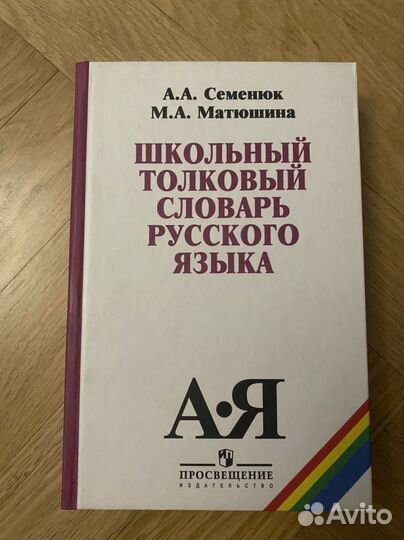 А.А. Семенюк
М.А. Матюшина
ШКОЛЬНЫЙ
ТОЛКОВЫЙ
СЛОВАРЬ
РУССКОГО
ЯЗЫКА
А·Я
ПРОСВЕЩЕНИЕ
ИЗДАТЕЛЬСТВО
Avito